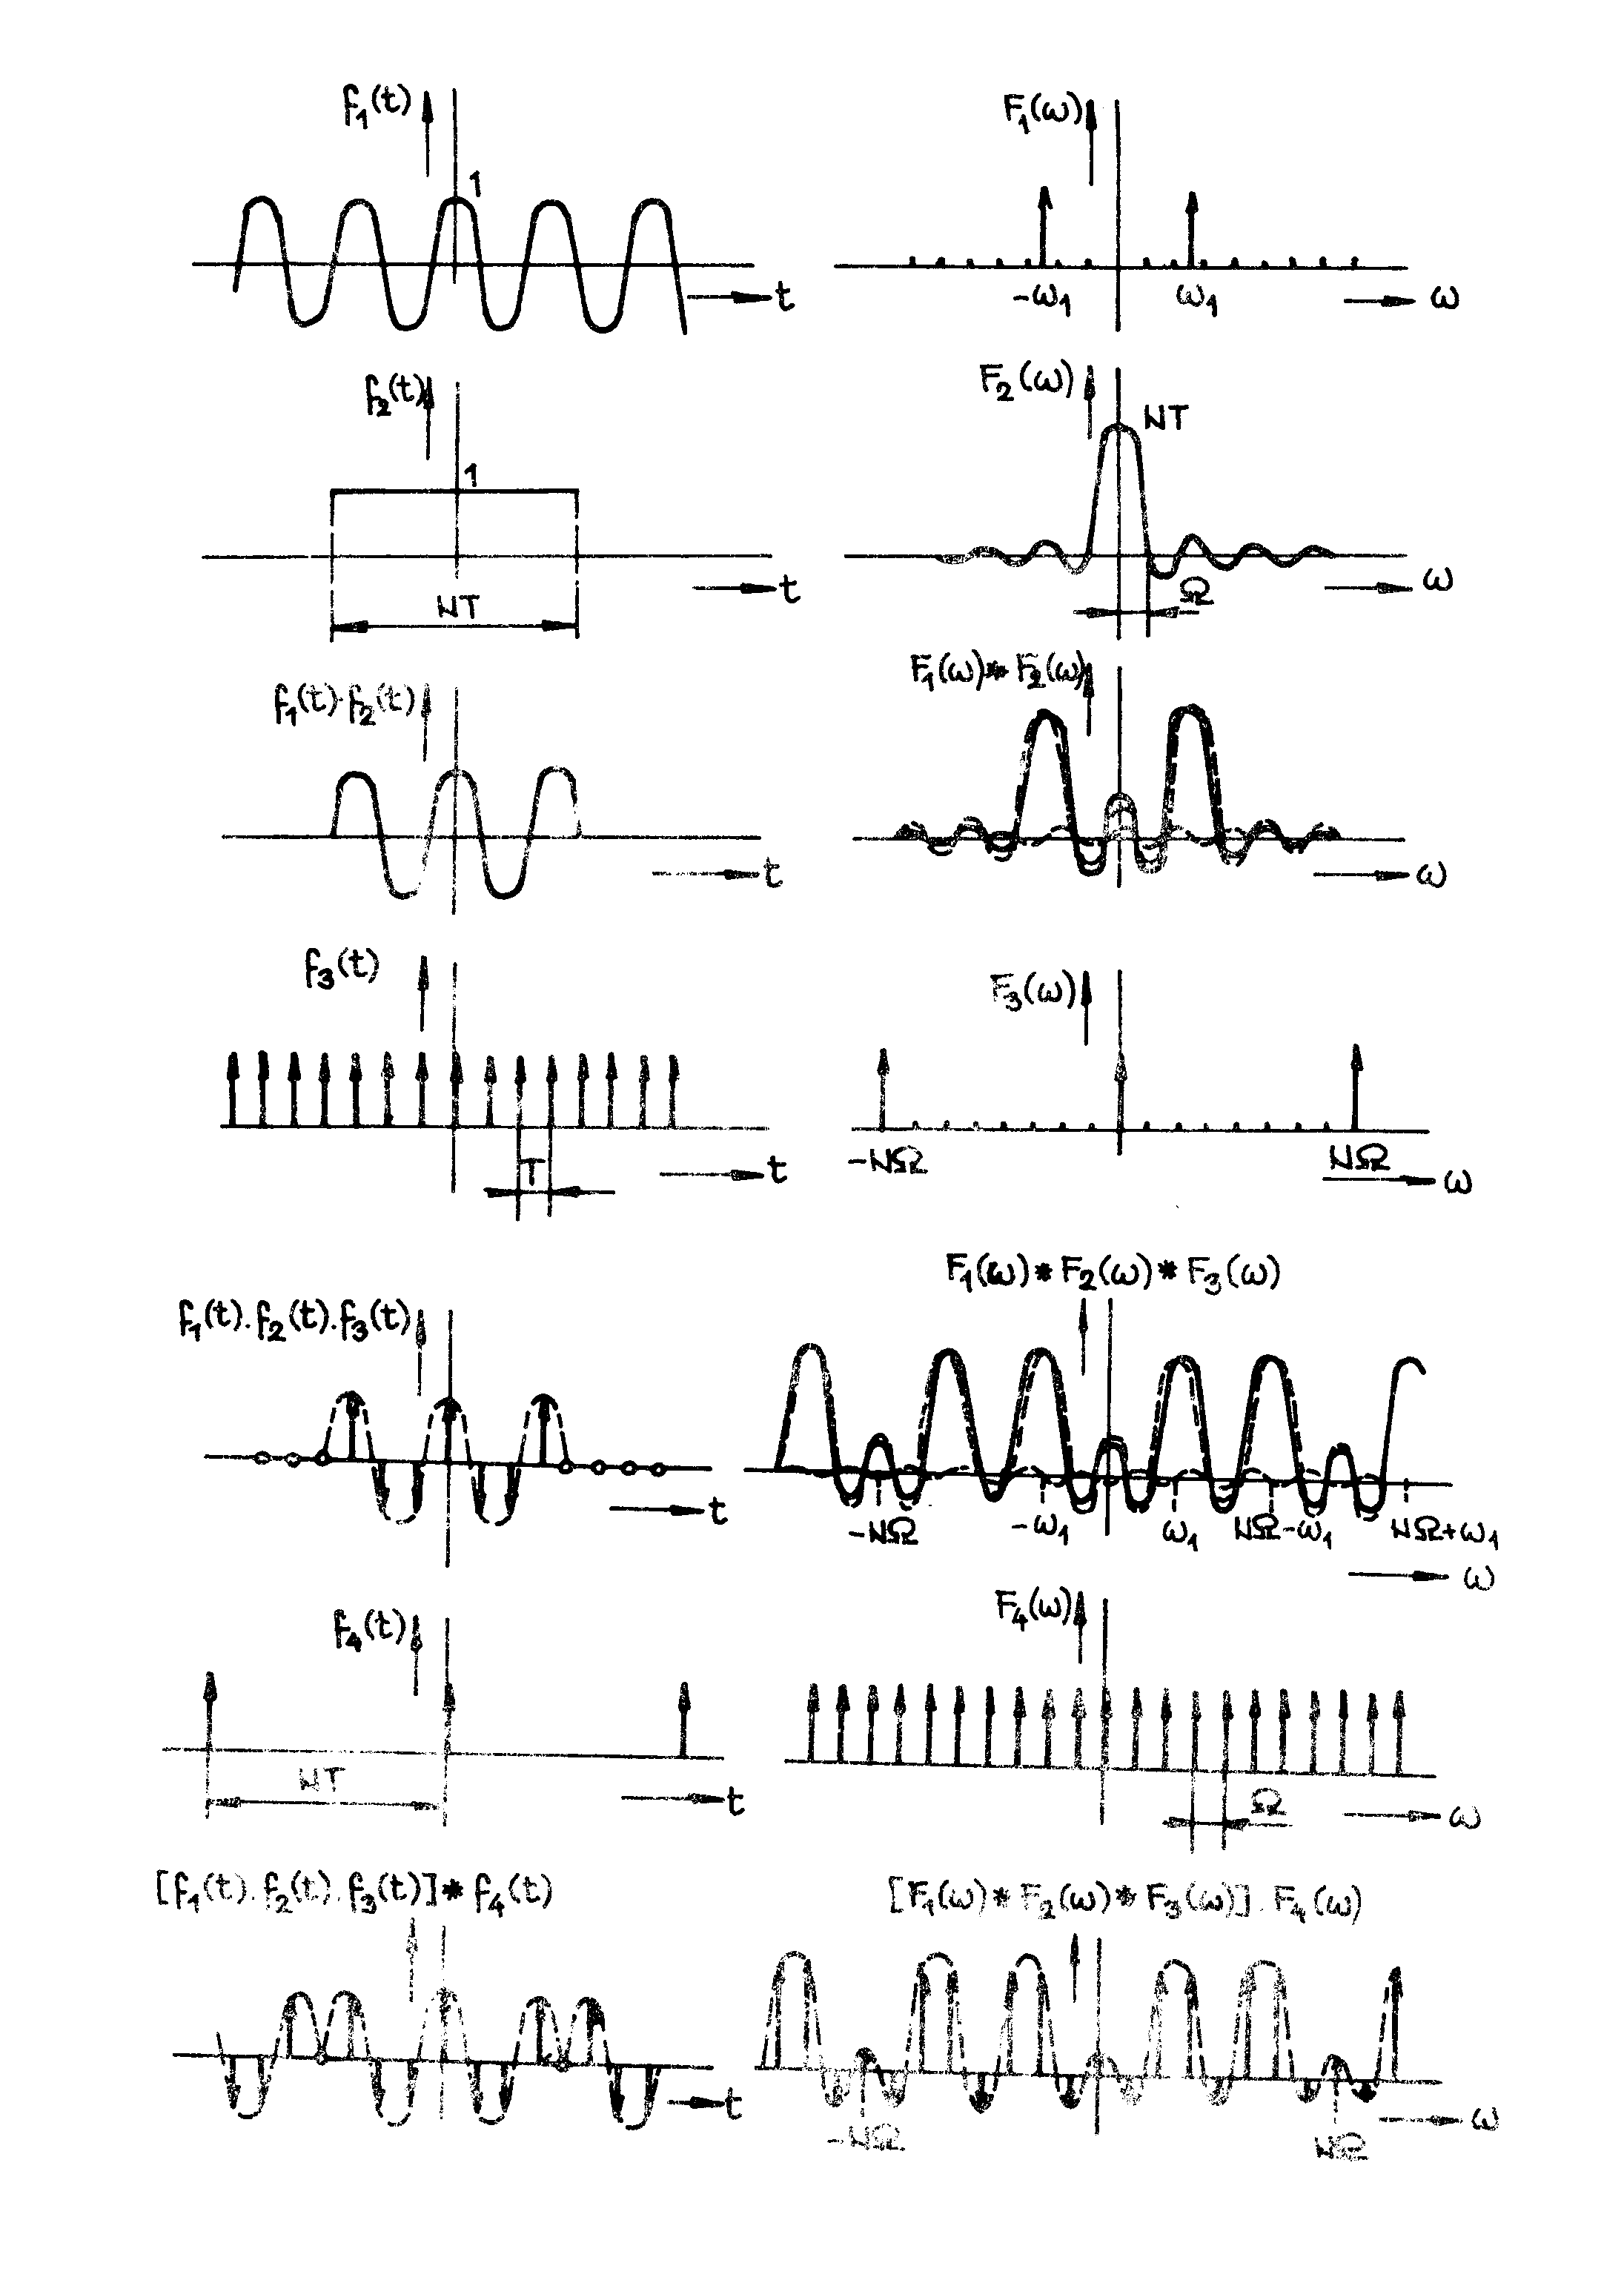 f₁(t)
1
t
F₁(ω)
-ω₁ ω₁
ω
f₂(t)
1
NT
t
F₂(ω)
NT
Ω
ω
f₁(t)·f₂(t)
t
F₁(ω)*F₂(ω)
ω
f₃(t)
T
t
F₃(ω)
-NΩ NΩ
ω
f₁(t).f₂(t).f₃(t)
t
F₁(ω)*F₂(ω)*F₃(ω)
-NΩ -ω₁ ω₁ NΩ-ω₁ NΩ+ω₁
ω
f₄(t)
NT
t
F₄(ω)
Ω
ω
[f₁(t).f₂(t).f₃(t)]*f₄(t)
t
[F₁(ω)*F₂(ω)*F₃(ω)].F₄(ω)
-NΩ NΩ
ω